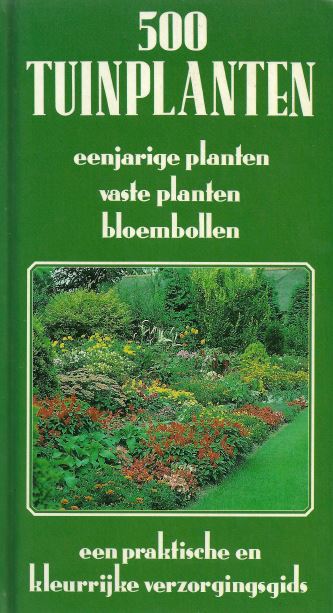 500
TUINPLANTEN
eenjarige planten
vaste planten
bloembollen
een praktische en
kleurrijke verzorgingsgids